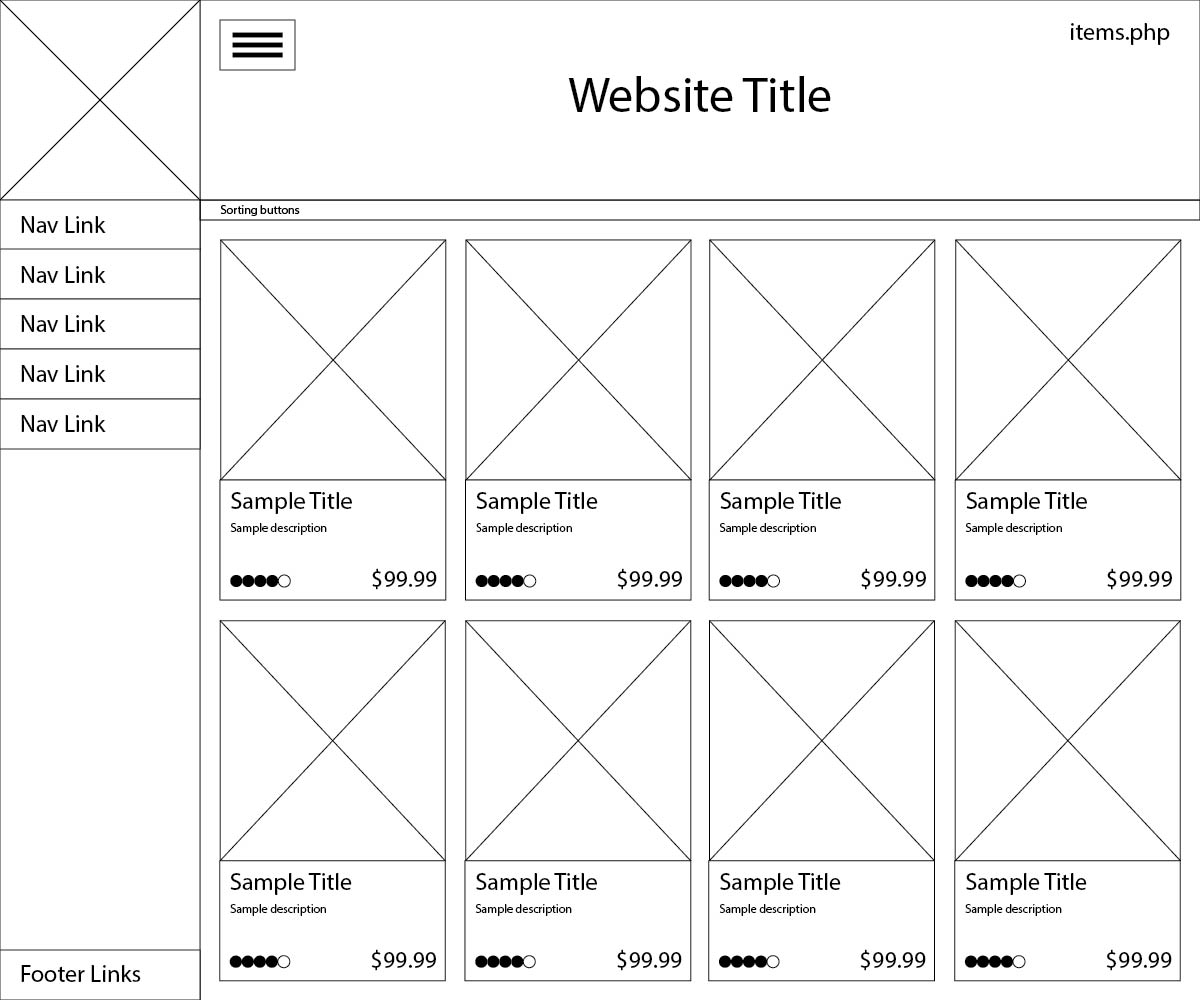 items.php
Website Title
Nav Link
Nav Link
Nav Link
Nav Link
Nav Link
Footer Links
Sorting buttons
Sample Title
Sample description
$99.99
Sample Title
Sample description
$99.99
Sample Title
Sample description
$99.99
Sample Title
Sample description
$99.99
Sample Title
Sample description
$99.99
Sample Title
Sample description
$99.99
Sample Title
Sample description
$99.99
Sample Title
Sample description
$99.99